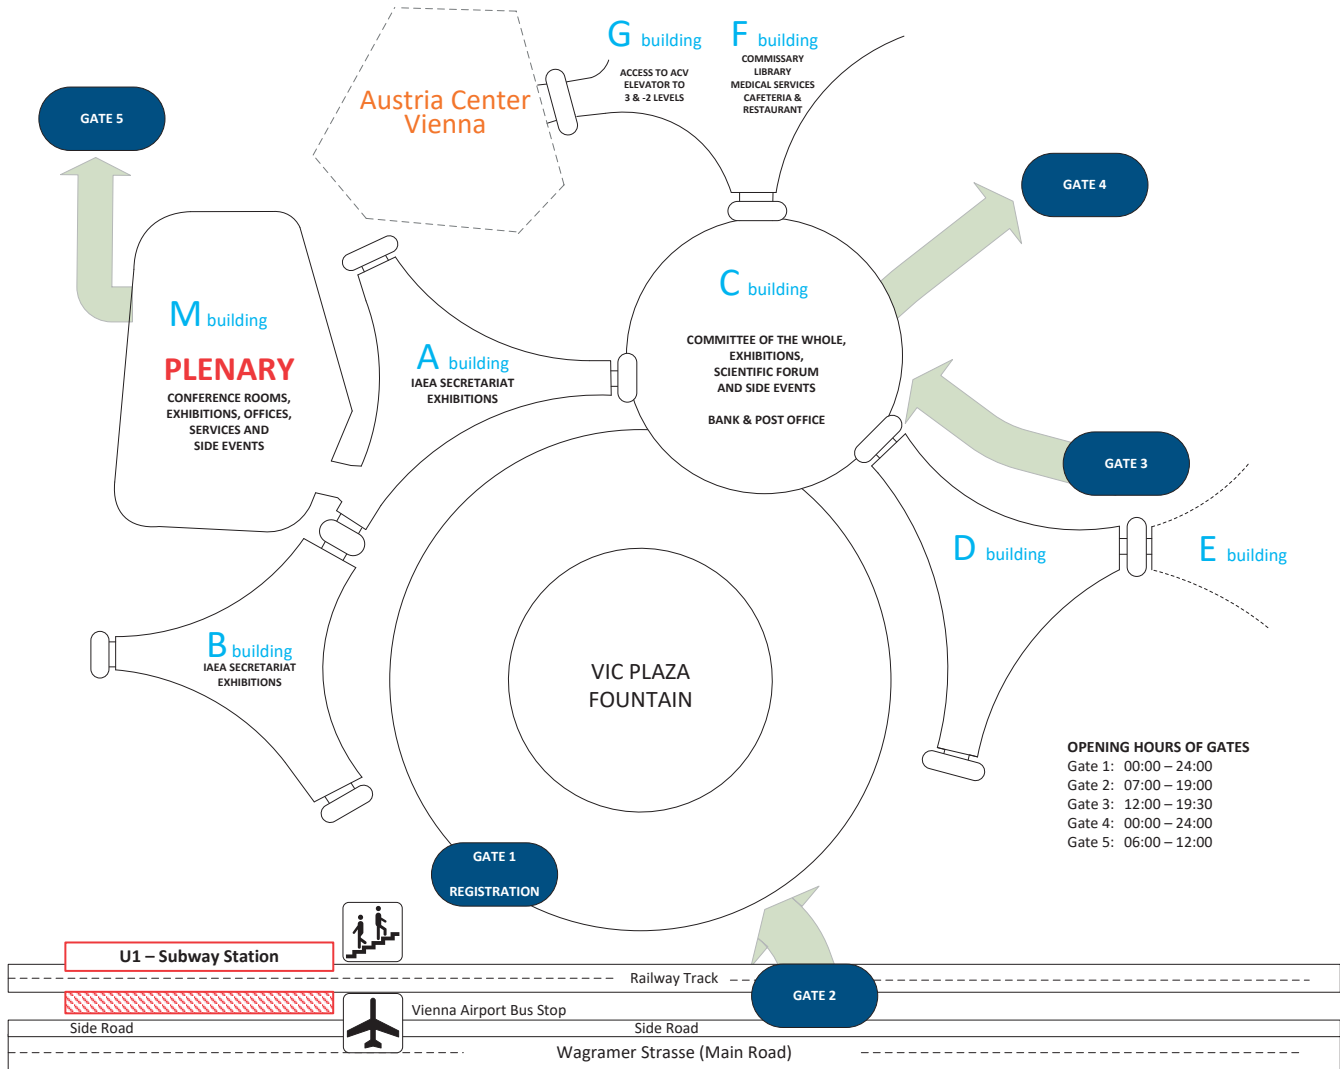 G building
ACCESS TO ACV
ELEVATOR TO
3 & -2 LEVELS
F building
COMMISSARY
LIBRARY
MEDICAL SERVICES
CAFETERIA &
RESTAURANT
Austria Center
Vienna
GATE 5
GATE 4
M building
PLENARY
CONFERENCE ROOMS,
EXHIBITIONS, OFFICES,
SERVICES AND
SIDE EVENTS
A building
IAEA SECRETARIAT
EXHIBITIONS
C building
COMMITTEE OF THE WHOLE,
EXHIBITIONS,
SCIENTIFIC FORUM
AND SIDE EVENTS
BANK & POST OFFICE
GATE 3
D building
E building
B building
IAEA SECRETARIAT
EXHIBITIONS
VIC PLAZA
FOUNTAIN
OPENING HOURS OF GATES
Gate 1: 00:00 – 24:00
Gate 2: 07:00 – 19:00
Gate 3: 12:00 – 19:30
Gate 4: 00:00 – 24:00
Gate 5: 06:00 – 12:00
GATE 1
REGISTRATION
U1 – Subway Station
Railway Track
GATE 2
Vienna Airport Bus Stop
Side Road
Side Road
Wagramer Strasse (Main Road)